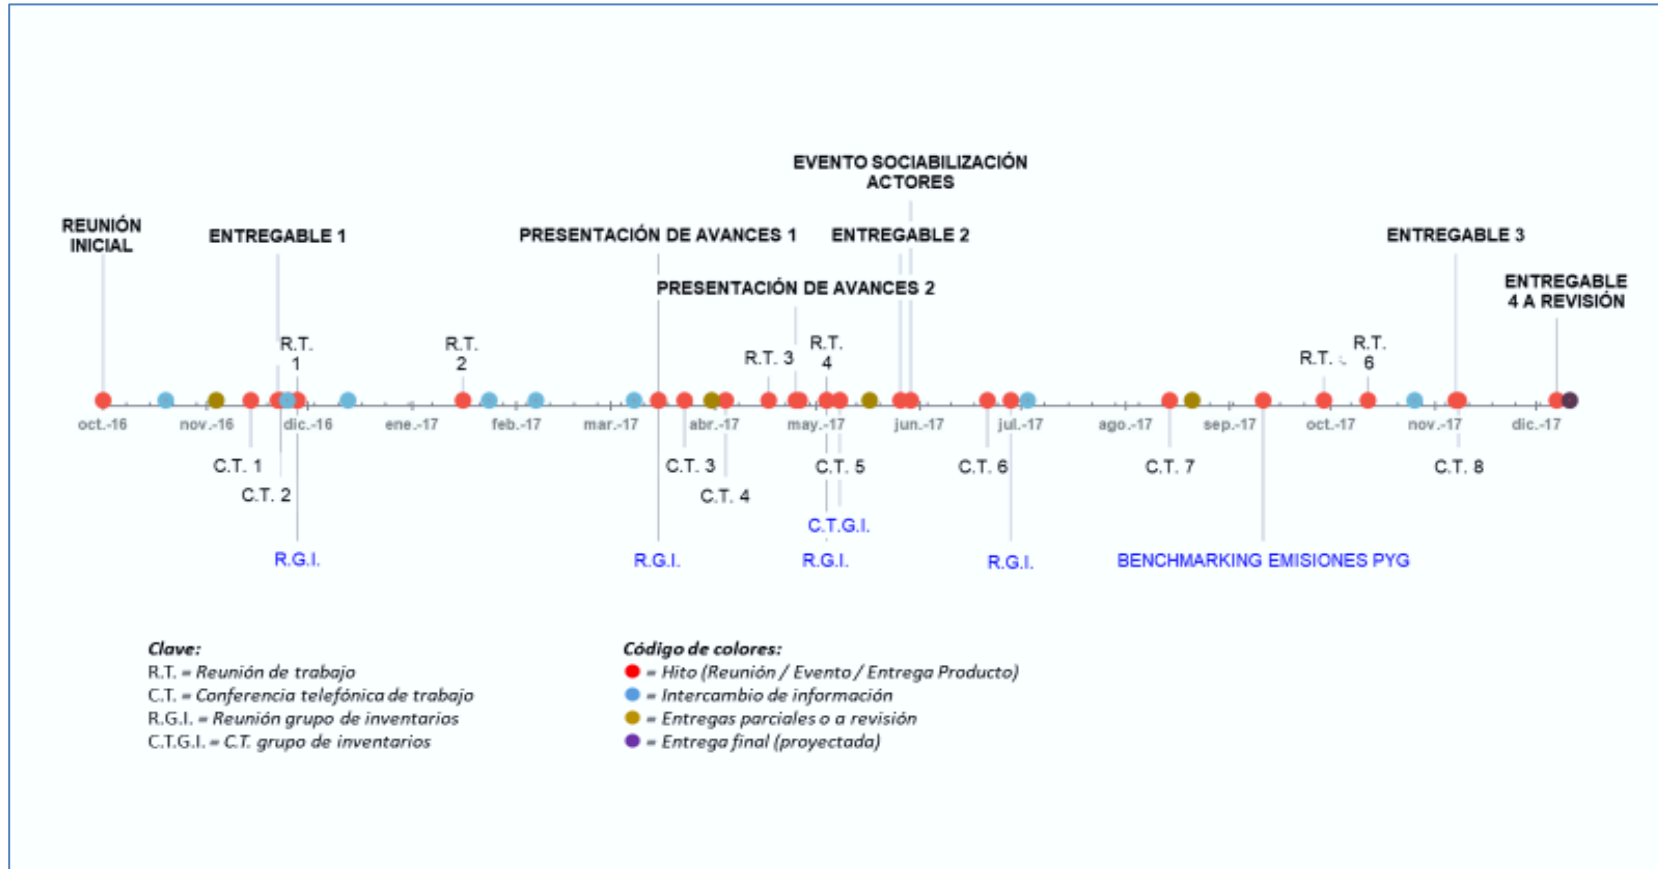 EVENTO SOCIABILIZACIÓN
ACTORES
REUNIÓN
INICIAL
ENTREGABLE 1
PRESENTACIÓN DE AVANCES 1
ENTREGABLE 2
ENTREGABLE 3
PRESENTACIÓN DE AVANCES 2
ENTREGABLE
4 A REVISIÓN
R.T.
1
R.T.
2
R.T. 3
R.T.
4
R.T.
R.T.
6
oct.-16
nov.-16
dic.-16
ene.-17
feb.-17
mar.-17
abr.-17
may.-17
jun.-17
jul.-17
ago.-17
sep.-17
oct.-17
nov.-17
dic.-17
C.T. 1
C.T. 2
C.T. 3
C.T. 4
C.T. 5
C.T. 6
C.T. 7
C.T. 8
C.T.G.I.
R.G.I.
R.G.I.
R.G.I.
R.G.I.
BENCHMARKING EMISIONES PYG
Clave:
R.T. = Reunión de trabajo
C.T. = Conferencia telefónica de trabajo
R.G.I. = Reunión grupo de inventarios
C.T.G.I. = C.T. grupo de inventarios
Código de colores:
= Hito (Reunión / Evento / Entrega Producto)
= Intercambio de información
= Entregas parciales o a revisión
= Entrega final (proyectada)